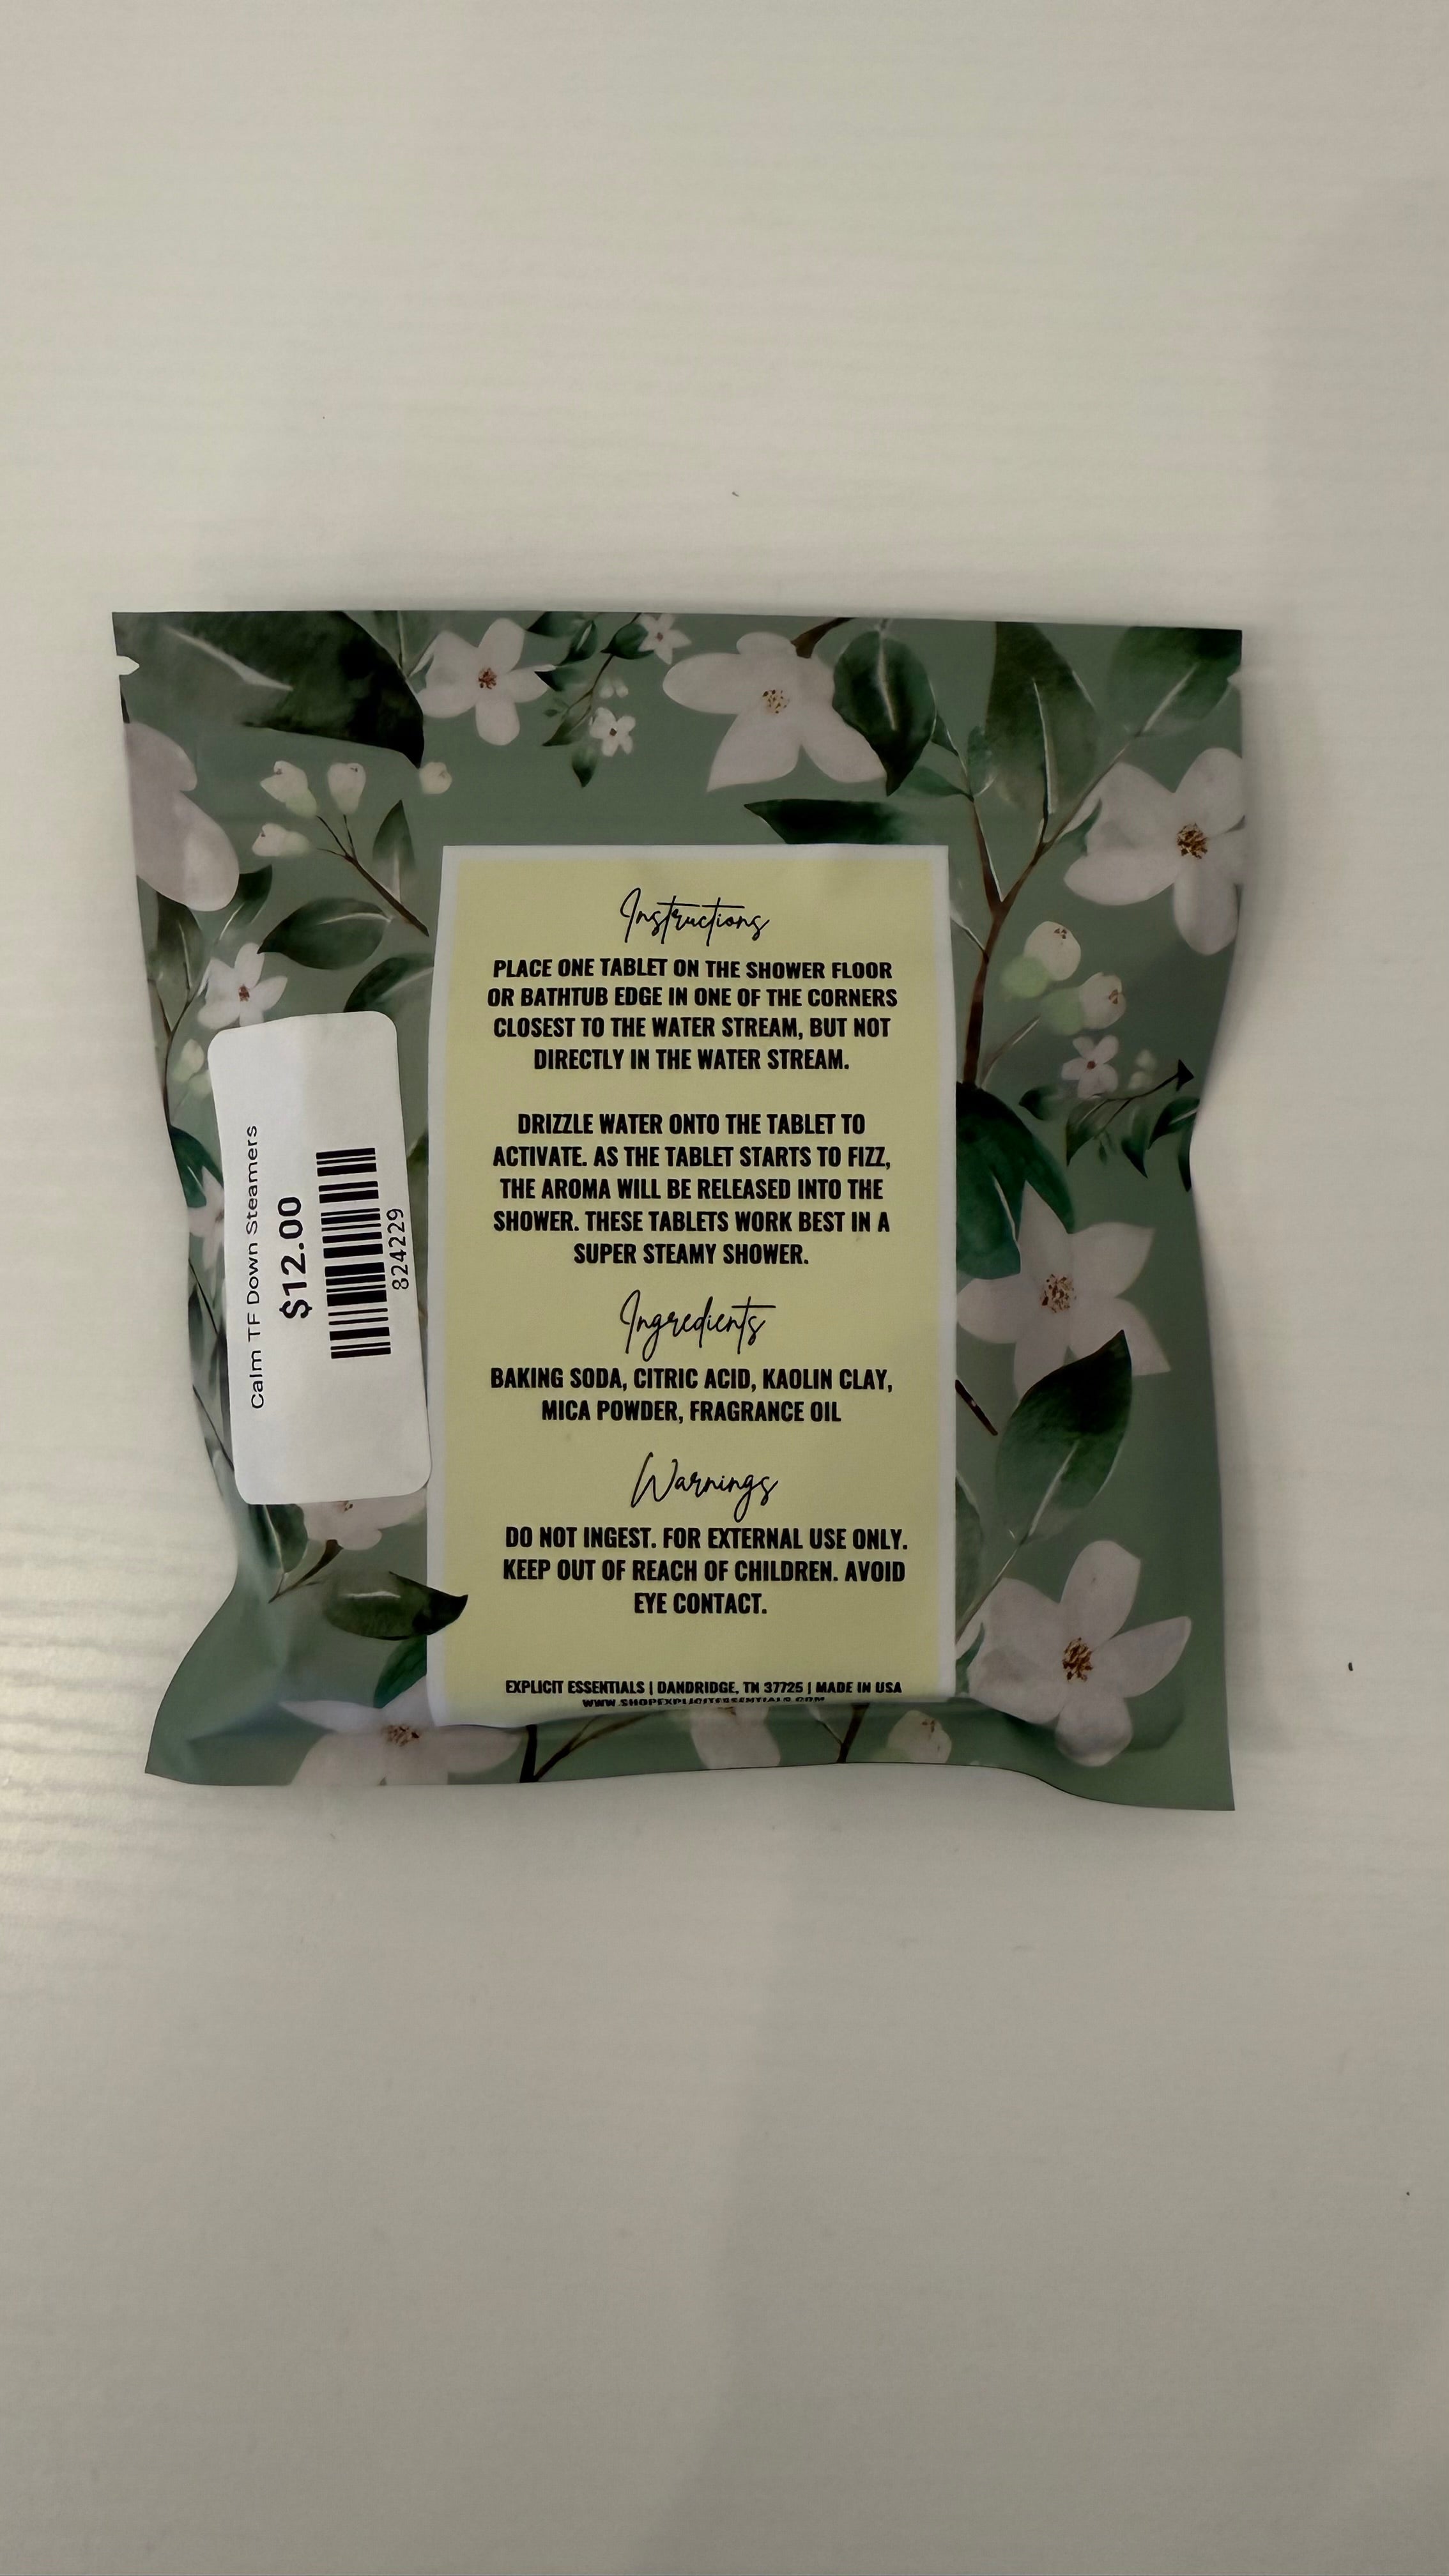 Instructions
PLACE ONE TABLET ON THE SHOWER FLOOR
OR BATHTUB EDGE IN ONE OF THE CORNERS
CLOSEST TO THE WATER STREAM, BUT NOT
DIRECTLY IN THE WATER STREAM.
DRIZZLE WATER ONTO THE TABLET TO
ACTIVATE. AS THE TABLET STARTS TO FIZZ,
THE AROMA WILL BE RELEASED INTO THE
SHOWER. THESE TABLETS WORK BEST IN A
SUPER STEAMY SHOWER.
Ingredients
BAKING SODA, CITRIC ACID, KAOLIN CLAY,
MICA POWDER, FRAGRANCE OIL
Warnings
DO NOT INGEST. FOR EXTERNAL USE ONLY.
KEEP OUT OF REACH OF CHILDREN. AVOID
EYE CONTACT.
EXPLICIT ESSENTIALS | DANDRIDGE, TN 37725 | MADE IN USA
WWW.SHOPEXPLICITESSENTIALS.COM
Calm TF Down Steamers
$12.00
824229